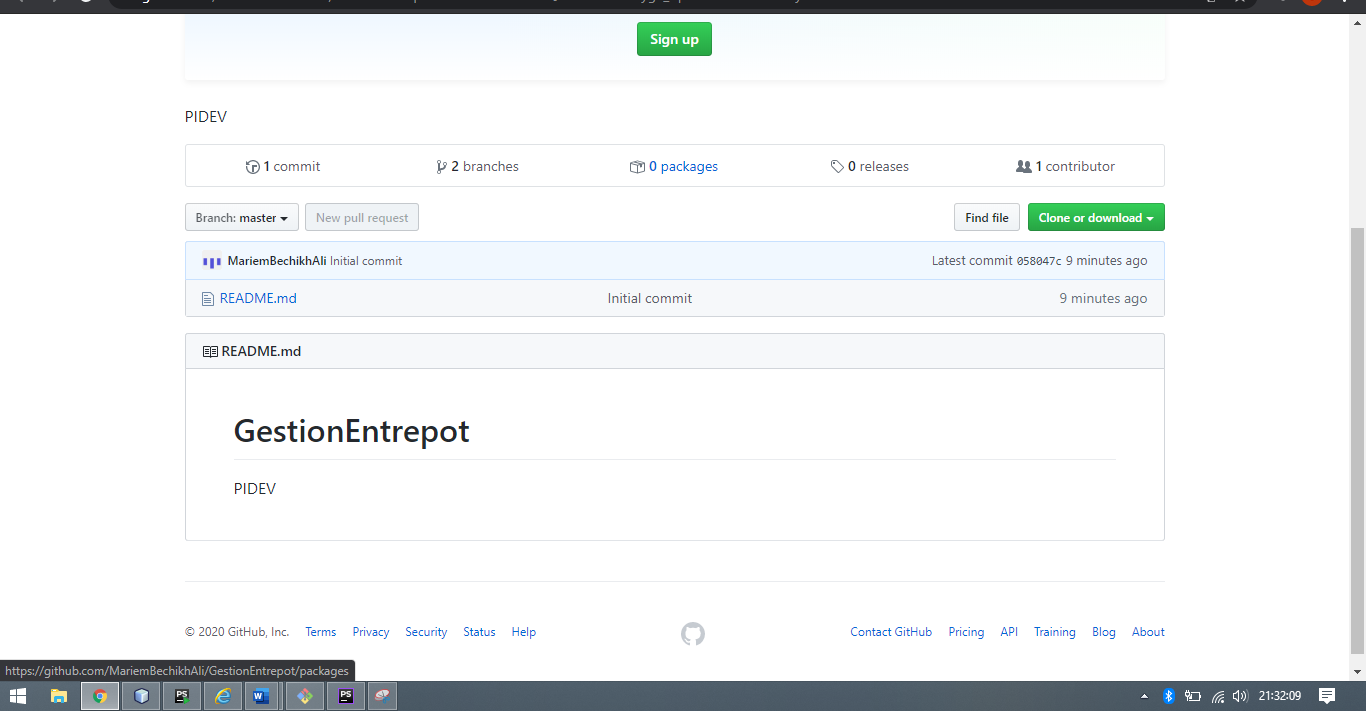 Sign up
PIDEV
1 commit 2 branches 0 packages 0 releases 1 contributor
Branch: master New pull request Find file Clone or download
MariemBechikhAli Initial commit Latest commit 058047c 9 minutes ago
README.md Initial commit 9 minutes ago
README.md
GestionEntrepot
PIDEV
© 2020 GitHub, Inc. Terms Privacy Security Status Help Contact GitHub Pricing API Training Blog About
https://github.com/MariemBechikhAli/GestionEntrepot/packages
PS W PS 21:32:09